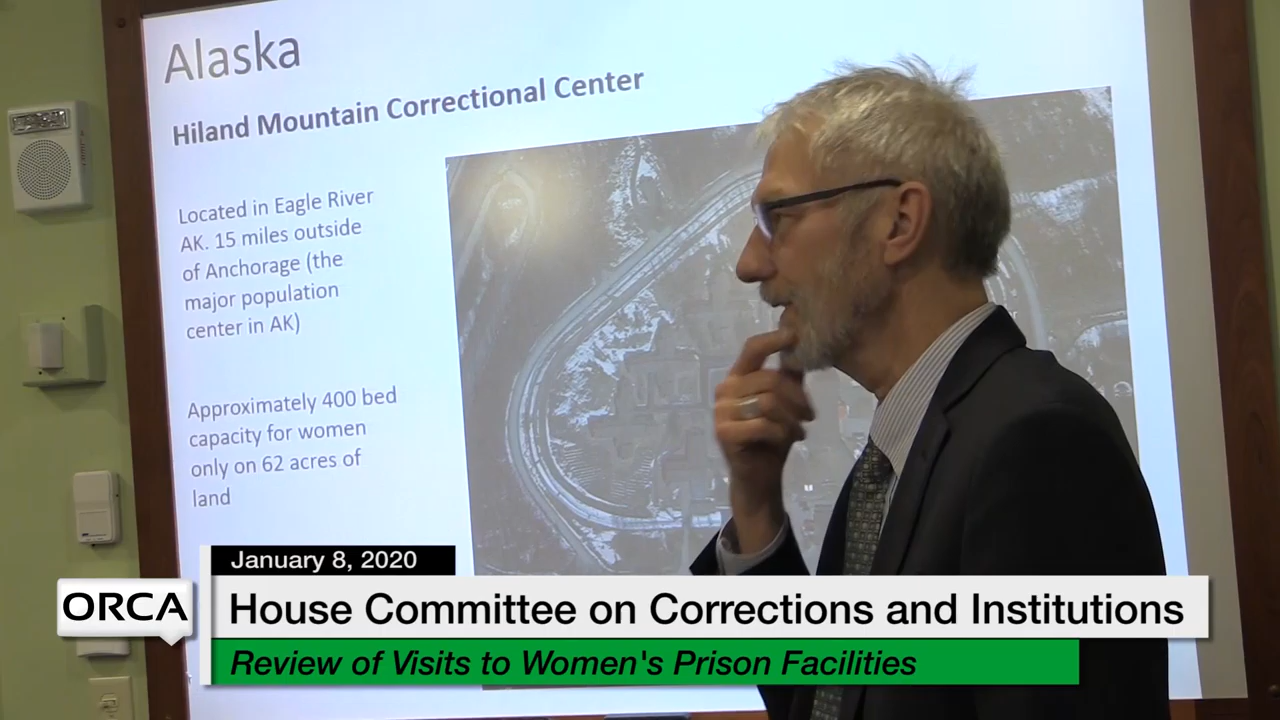 Alaska
Hiland Mountain Correctional Center
Located in Eagle River
AK. 15 miles outside
of Anchorage (the
major population
center in AK)
Approximately 400 bed
capacity for women
only on 62 acres of
land
January 8, 2020
ORCA
House Committee on Corrections and Institutions
Review of Visits to Women's Prison Facilities